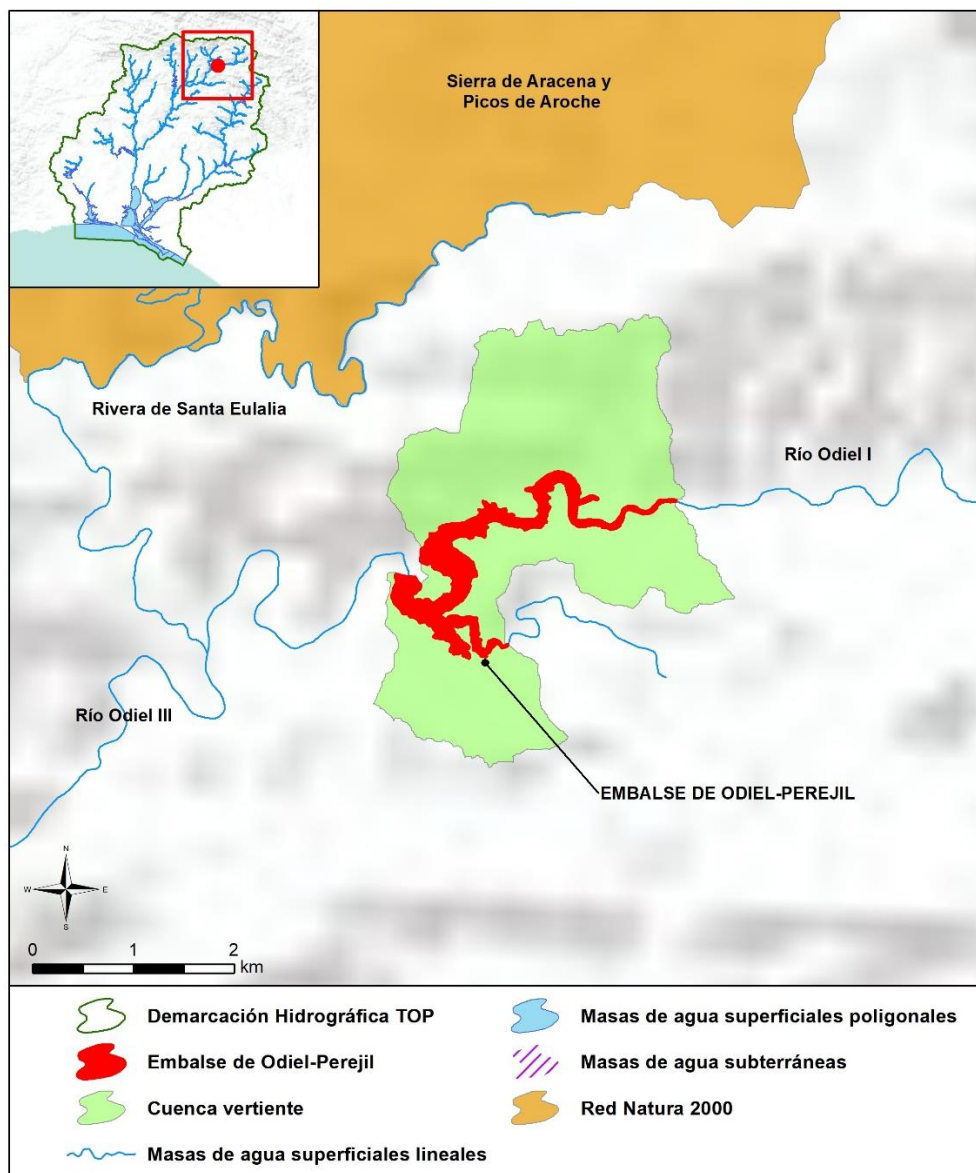 Sierra de Aracena y
Picos de Aroche
Rivera de Santa Eulalia
Río Odiel I
Río Odiel III
EMBALSE DE ODIEL-PEREJIL
N
W
E
S
0
1
2
km
Demarcación Hidrográfica TOP
Masas de agua superficiales poligonales
Embalse de Odiel-Perejil
Masas de agua subterráneas
Cuenca vertiente
Red Natura 2000
Masas de agua superficiales lineales